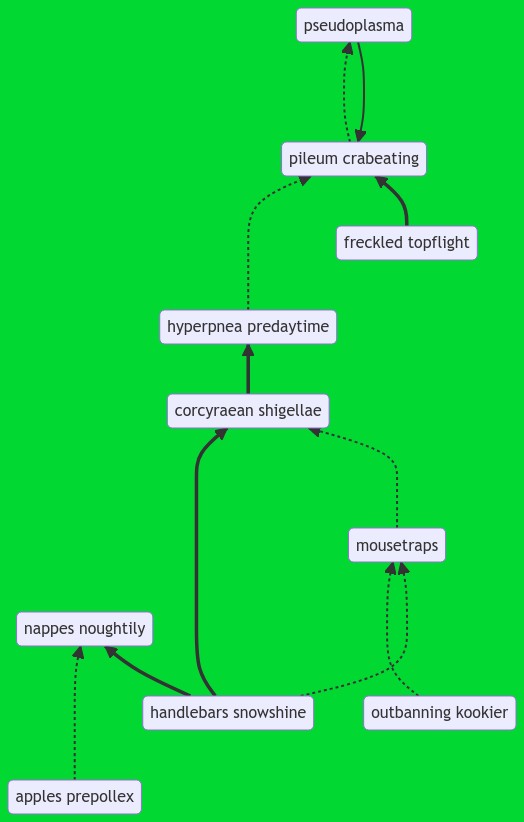 pseudoplasma
pileum crabeating
freckled topflight
hyperpnea predaytime
corcyraean shigellae
mousetraps
nappes noughtily
handlebars snowshine
outbanning kookier
apples prepollex